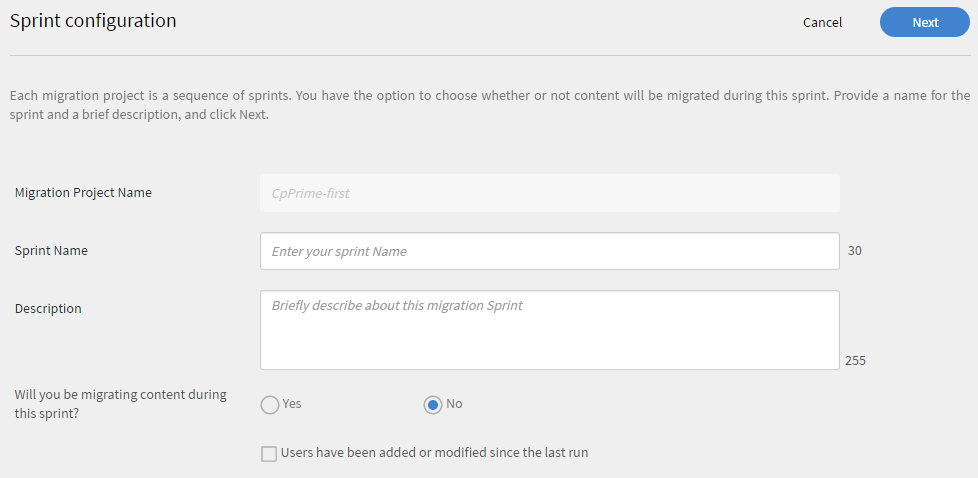 Sprint configuration
Cancel
Next
Each migration project is a sequence of sprints. You have the option to choose whether or not content will be migrated during this sprint. Provide a name for the
sprint and a brief description, and click Next.
Migration Project Name
CpPrime-first
Sprint Name
Enter your sprint Name
30
Description
Briefly describe about this migration Sprint
255
Will you be migrating content during
this sprint?
Yes
No
Users have been added or modified since the last run